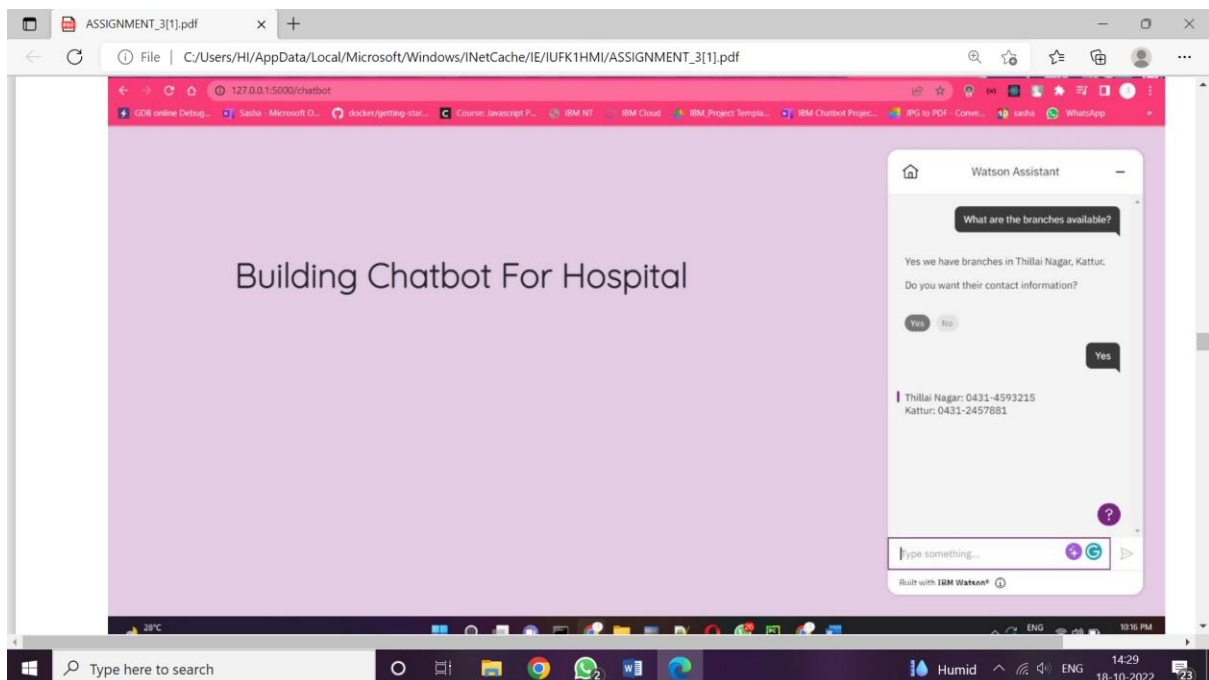 ASSIGNMENT_3[1].pdf
File | C:/Users/HI/AppData/Local/Microsoft/Windows/INetCache/IE/IUFK1HMI/ASSIGNMENT_3[1].pdf
127.0.0.1:5000/chatbot
GDB online Debug... Sasha - Microsoft O... docker/getting-star... Course: Javascript P... IBM NT IBM Cloud IBM_Project Templa... IBM Chatbot Projec... JPG to PDF - Conve... sasha WhatsApp
Watson Assistant
What are the branches available?
Yes we have branches in Thillai Nagar, Kattur.
Building Chatbot For Hospital
Do you want their contact information?
Yes No
Yes
Thillai Nagar: 0431-4593215
Kattur: 0431-2457881
?
Type something...
Built with IBM Watson®
28°C
ENG
10:16 PM
Type here to search
Humid
ENG
14:29
18-10-2022
23